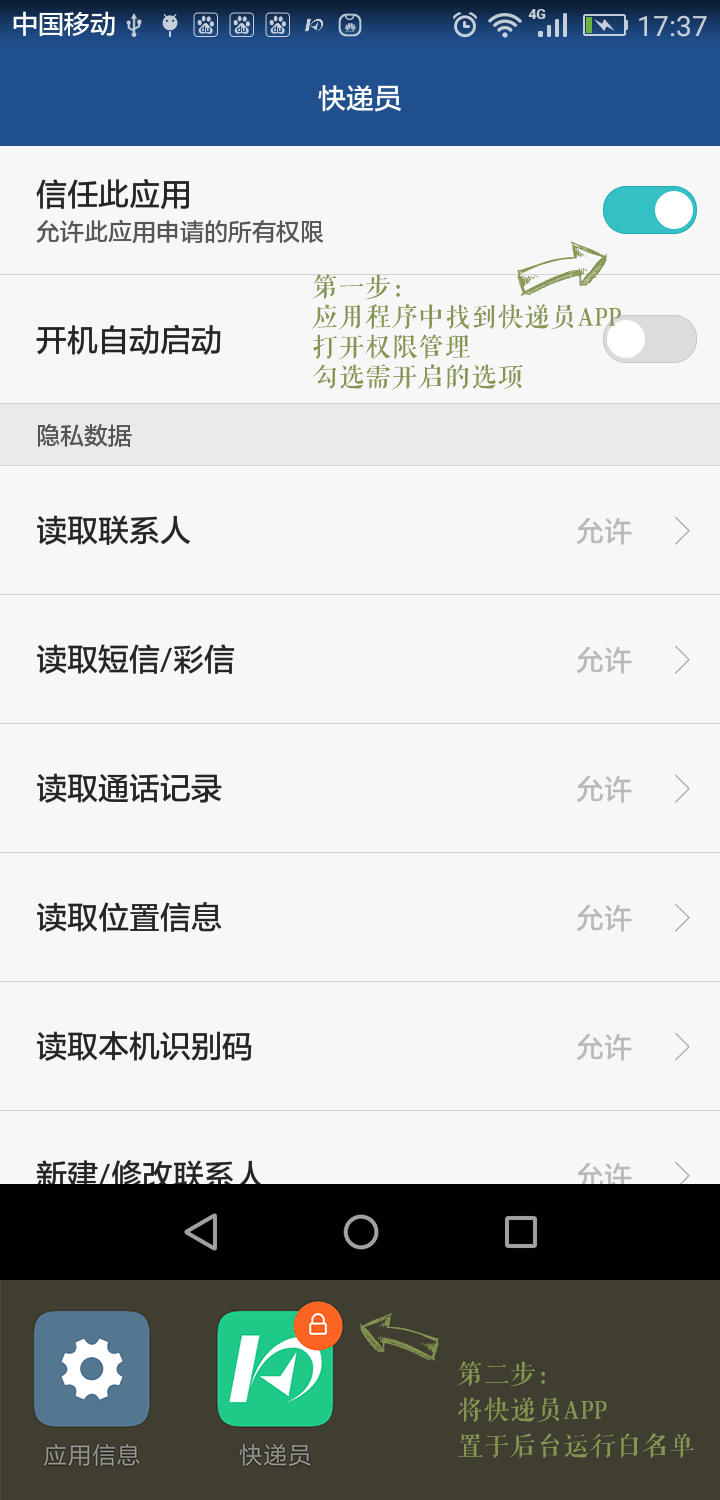 中国移动 4G 17:37
快递员
信任此应用
允许此应用申请的所有权限
第一步：
应用程序中找到快递员APP
打开权限管理
勾选需开启的选项
开机自动启动
隐私数据
读取联系人 允许
读取短信/彩信 允许
读取通话记录 允许
读取位置信息 允许
读取本机识别码 允许
新建/修改联系人 允许
第二步：
将快递员APP
置于后台运行白名单
应用信息 快递员